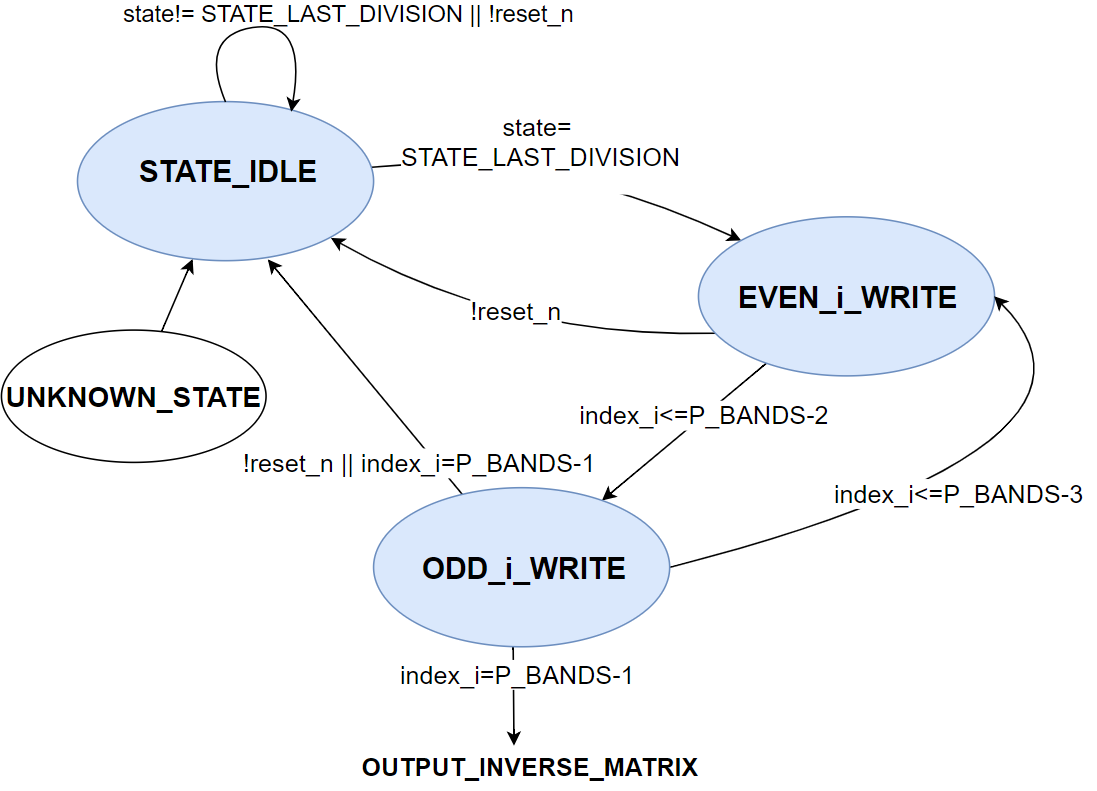 state!= STATE_LAST_DIVISION || !reset_n
state=
STATE_LAST_DIVISION
STATE_IDLE
EVEN_i_WRITE
!reset_n
UNKNOWN_STATE
index_i<=P_BANDS-2
!reset_n || index_i=P_BANDS-1
index_i<=P_BANDS-3
ODD_i_WRITE
index_i=P_BANDS-1
OUTPUT_INVERSE_MATRIX